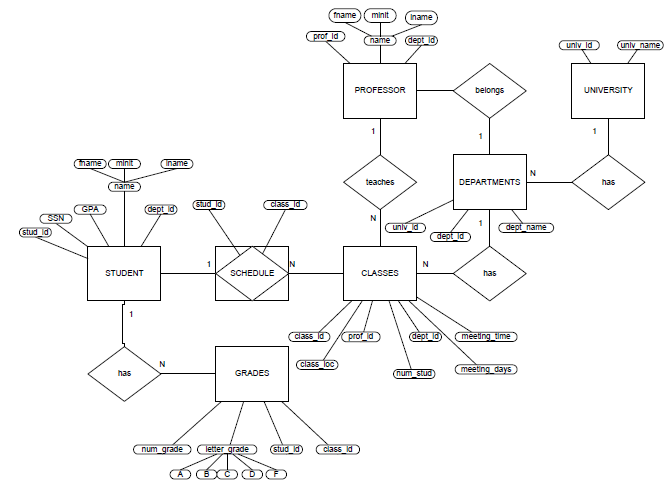 fname
minit
lname
prof_id
name
dept_id
univ_id
univ_name
PROFESSOR
belongs
UNIVERSITY
1
1
1
fname
minit
lname
name
teaches
DEPARTMENTS
N
has
GPA
dept_id
stud_id
class_id
SSN
stud_id
N
univ_id
dept_id
1
dept_name
STUDENT
1
SCHEDULE
N
CLASSES
N
has
1
class_id
prof_id
dept_id
meeting_time
class_loc
num_stud
meeting_days
has
N
GRADES
num_grade
letter_grade
stud_id
class_id
A
B
C
D
F